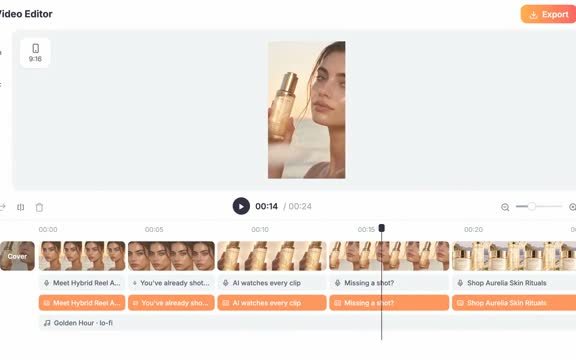 Video Editor
Export
9:16
00:14 / 00:24
00:00
00:05
00:10
00:15
00:20
Cover
Meet Hybrid Reel A...
You've already shot...
AI watches every clip
Missing a shot?
Shop Aurelia Skin Rituals
Meet Hybrid Reel A...
You've already sho...
AI watches every clip
Missing a shot?
Shop Aurelia Skin Rituals
Golden Hour · lo-fi